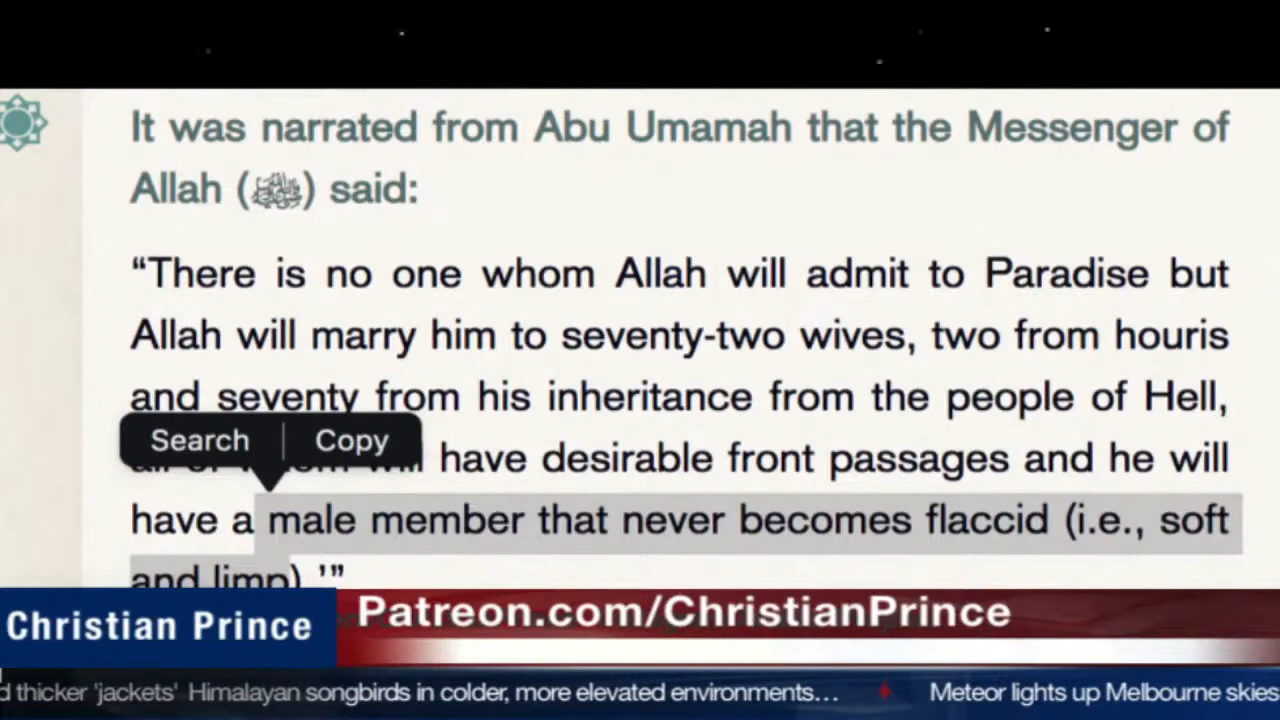 It was narrated from Abu Umamah that the Messenger of
Allah (ﷺ) said:
“There is no one whom Allah will admit to Paradise but
Allah will marry him to seventy-two wives, two from houris
and seventy from his inheritance from the people of Hell,
Search Copy
will have desirable front passages and he will
have a male member that never becomes flaccid (i.e., soft
and limp).’”
Christian Prince
Patreon.com/ChristianPrince
d thicker 'jackets' Himalayan songbirds in colder, more elevated environments... Meteor lights up Melbourne skies